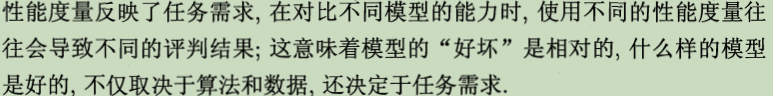 性能度量反映了任务需求, 在对比不同模型的能力时, 使用不同的性能度量往
往会导致不同的评判结果; 这意味着模型的“好坏”是相对的, 什么样的模型
是好的, 不仅取决于算法和数据, 还决定于任务需求.